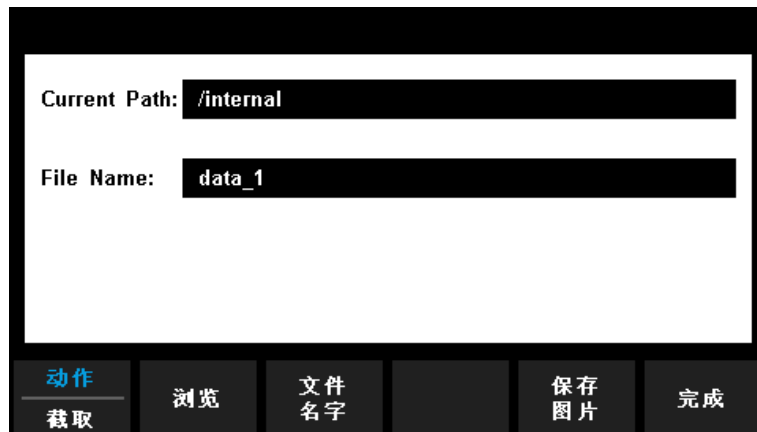 Current Path: /internal
File Name: data_1
动作
截取
浏览
文件
名字
保存
图片
完成